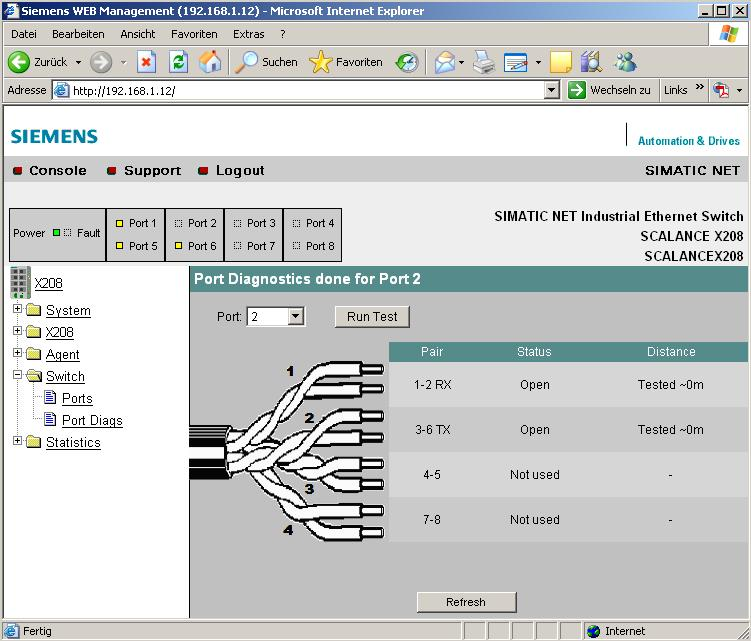 Siemens WEB Management (192.168.1.12) - Microsoft Internet Explorer
Datei Bearbeiten Ansicht Favoriten Extras ?
Zurück Suchen Favoriten
Adresse http://192.168.1.12/ Wechseln zu Links »
SIEMENS
Automation & Drives
Console Support Logout SIMATIC NET
Power Fault Port 1 Port 2 Port 3 Port 4
Port 5 Port 6 Port 7 Port 8
SIMATIC NET Industrial Ethernet Switch
SCALANCE X208
SCALANCEX208
X208
System
X208
Agent
Switch
Ports
Port Diags
Statistics
Port Diagnostics done for Port 2
Port: 2 Run Test
1
2
3
4
Pair Status Distance
1-2 RX Open Tested ~0m
3-6 TX Open Tested ~0m
4-5 Not used -
7-8 Not used -
Refresh
Fertig Internet